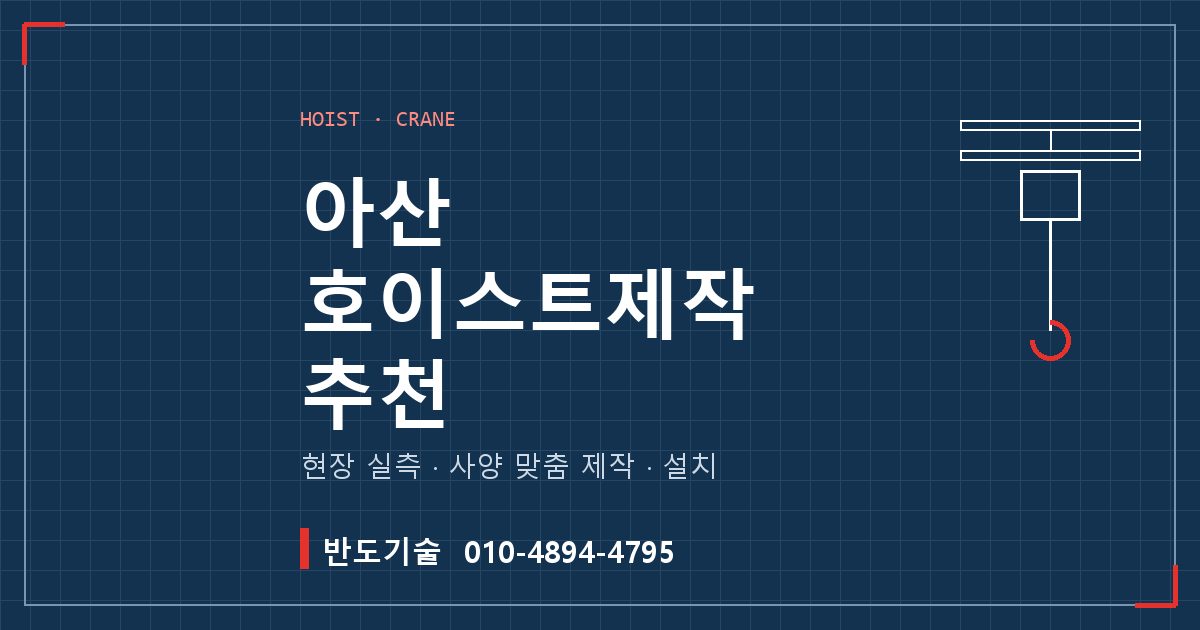 HOIST · CRANE
아산
호이스트제작
추천
현장 실측 · 사양 맞춤 제작 · 설치
반도기술 010-4894-4795